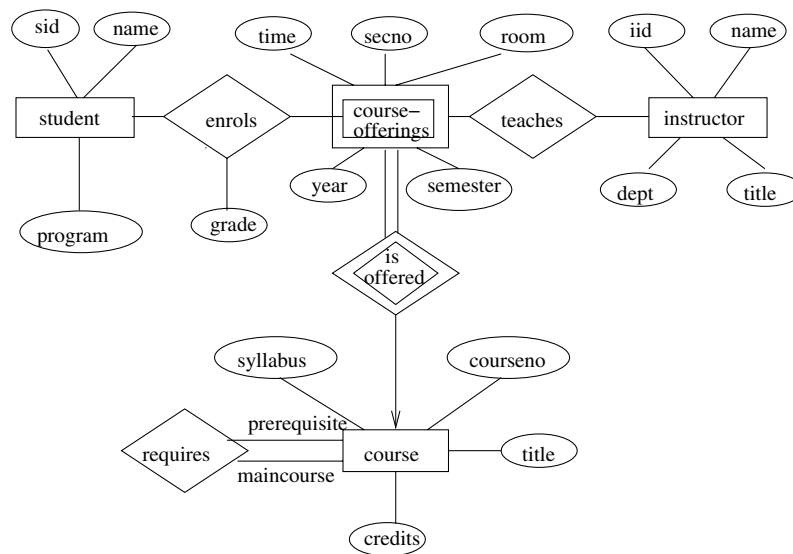 sid
name
time
secno
room
iid
name
student
enrols
course-
offerings
teaches
instructor
year
semester
dept
title
program
grade
is
offered
syllabus
courseno
prerequisite
requires
course
title
maincourse
credits